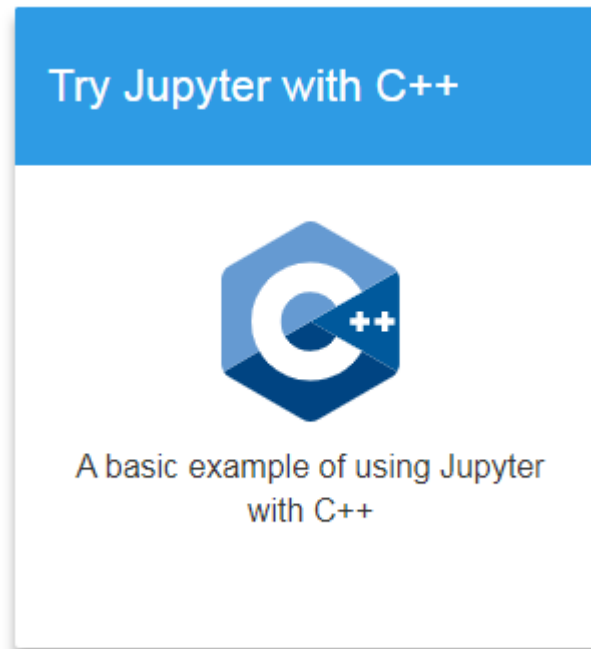 Try Jupyter with C++
C++
A basic example of using Jupyter
with C++